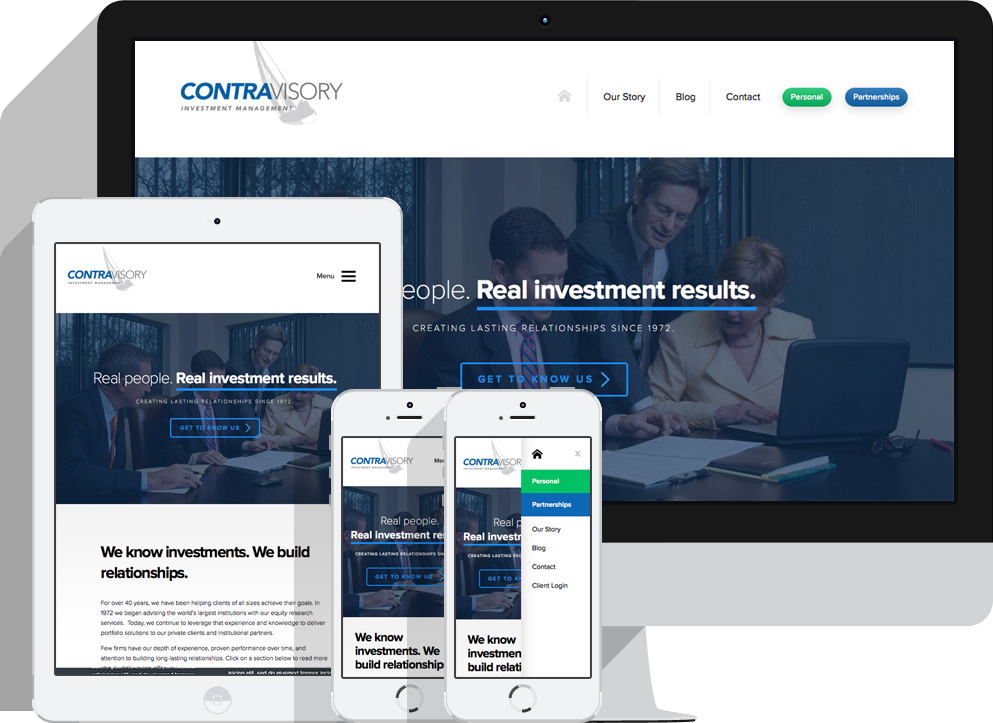 CONTRAVISORY
INVESTMENT MANAGEMENT
Our Story
Blog
Contact
Personal
Partnerships
eople. Real investment results.
CREATING LASTING RELATIONSHIPS SINCE 1972.
GET TO KNOW US
CONTRAVISORY
INVESTMENT MANAGEMENT
Menu
Real people. Real investment results.
CREATING LASTING RELATIONSHIPS SINCE 1972.
GET TO KNOW US
We know investments. We build
relationships.
For over 40 years, we have been helping clients of all sizes achieve their goals. In
1972 we began advising the world's largest institutions with our equity research
services. Today, we continue to leverage that experience and knowledge to deliver
portfolio solutions to our private clients and institutional partners.
Few firms have our depth of experience, proven performance over time, and
attention to building long-lasting relationships. Click on a section below to read more
CONTRAVISORY
INVESTMENT MANAGEMENT
Me
Real people.
Real investment re
CREATING LASTING RELATIONSHIPS SIN
GET TO KNOW US
We know
investments. We
build relationship
CONTRAVISOR
INVESTMENT MANAGEMENT
x
Personal
Partnerships
Our Story
Blog
Contact
Client Login
Real p
Real invest
CREATING LASTING REL
GET TO K
We know
investmen
build relati